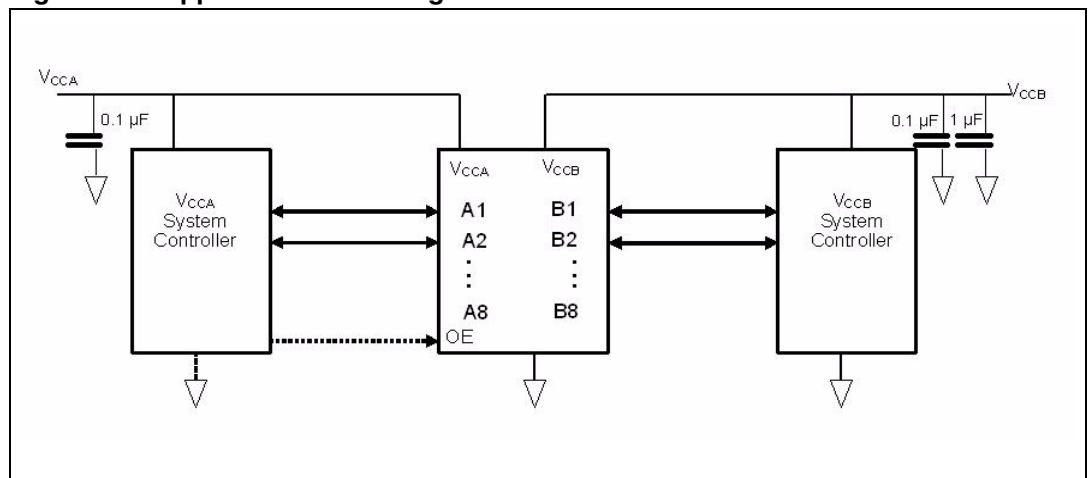 VCCA
VCCB
0.1 µF
0.1 µF 1 µF
VCCA
System
Controller
VCCA VCCB
A1 B1
A2 B2
A8 B8
OE
VCCB
System
Controller